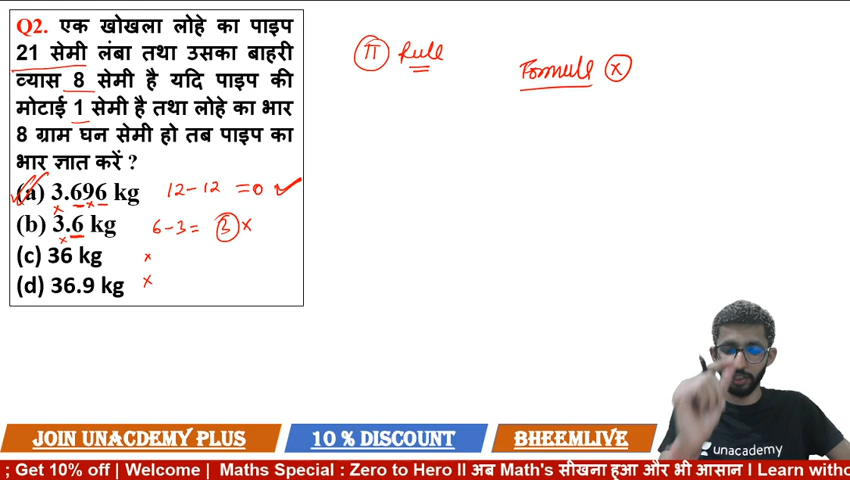 Q2. एक खोखला लोहे का पाइप
21 सेमी लंबा तथा उसका बाहरी
व्यास 8 सेमी है यदि पाइप की
मोटाई 1 सेमी है तथा लोहे का भार
8 ग्राम घन सेमी हो तब पाइप का
भार ज्ञात करें ?
(a) 3.696 kg 12-12 = 0 ✓
(b) 3.6 kg 6-3= 3 x
(c) 36 kg x
(d) 36.9 kg x
π Rule
Formule x
unacademy
JOIN UNACDEMY PLUS
10 % DISCOUNT
BHEEMLIVE
; Get 10% off | Welcome | Maths Special : Zero to Hero II अब Math's सीखना हुआ और भी आसान I Learn witho